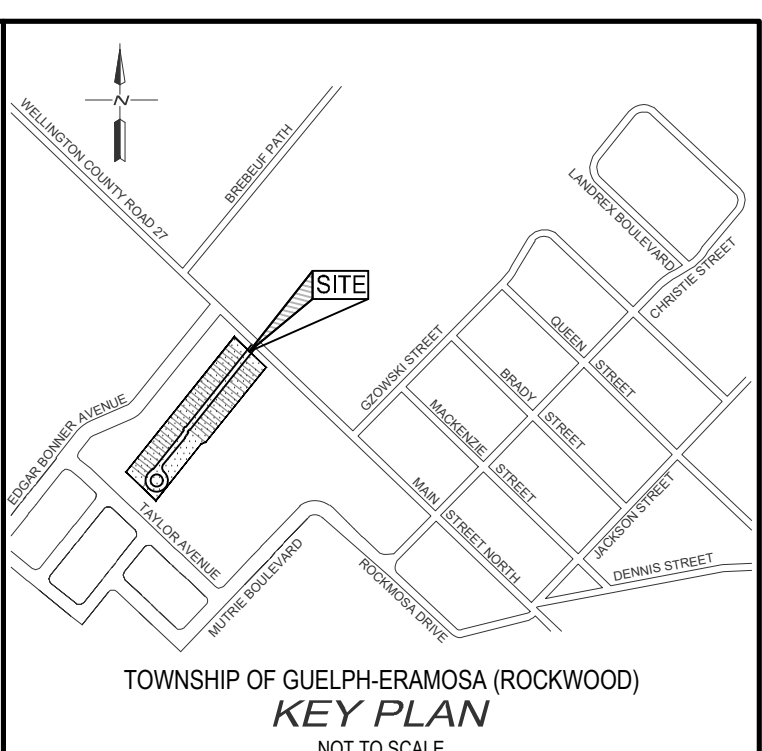 N
WELLINGTON COUNTY ROAD 27
BREBEUF PATH
LANDREX BOULEVARD
CHRISTIE STREET
SITE
GZOWSKI STREET
QUEEN STREET
BRADY STREET
MACKENZIE STREET
MAIN STREET NORTH
EDGAR BONNER AVENUE
TAYLOR AVENUE
MUTRIE BOULEVARD
ROCKMOSA DRIVE
JACKSON STREET
DENNIS STREET
TOWNSHIP OF GUELPH-ERAMOSA (ROCKWOOD)
KEY PLAN
NOT TO SCALE